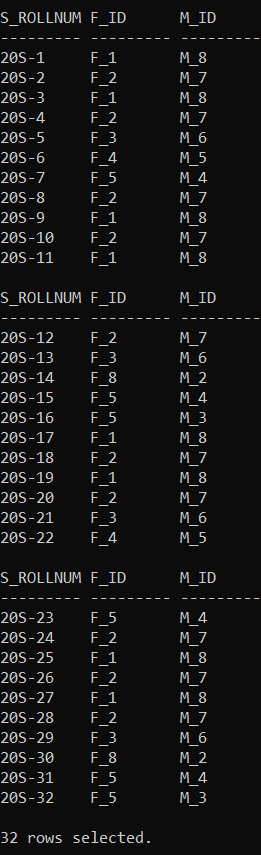 S_ROLLNUM F_ID      M_ID
--------- --------- ---------
20S-1     F_1       M_8
20S-2     F_2       M_7
20S-3     F_1       M_8
20S-4     F_2       M_7
20S-5     F_3       M_6
20S-6     F_4       M_5
20S-7     F_5       M_4
20S-8     F_2       M_7
20S-9     F_1       M_8
20S-10    F_2       M_7
20S-11    F_1       M_8

S_ROLLNUM F_ID      M_ID
--------- --------- ---------
20S-12    F_2       M_7
20S-13    F_3       M_6
20S-14    F_8       M_2
20S-15    F_5       M_4
20S-16    F_5       M_3
20S-17    F_1       M_8
20S-18    F_2       M_7
20S-19    F_1       M_8
20S-20    F_2       M_7
20S-21    F_3       M_6
20S-22    F_4       M_5

S_ROLLNUM F_ID      M_ID
--------- --------- ---------
20S-23    F_5       M_4
20S-24    F_2       M_7
20S-25    F_1       M_8
20S-26    F_2       M_7
20S-27    F_1       M_8
20S-28    F_2       M_7
20S-29    F_3       M_6
20S-30    F_8       M_2
20S-31    F_5       M_4
20S-32    F_5       M_3

32 rows selected.